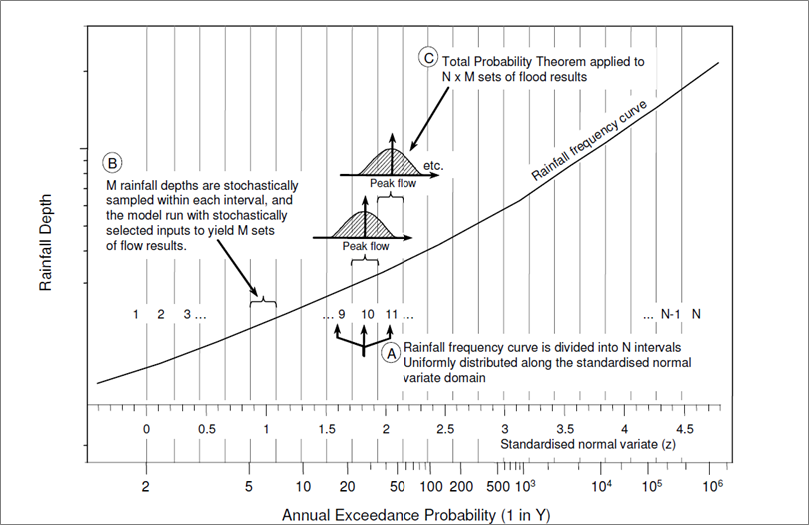 C Total Probability Theorem applied to
N x M sets of flood results
Rainfall frequency curve
etc.
Peak flow
B
M rainfall depths are stochastically
sampled within each interval, and
the model run with stochastically
selected inputs to yield M sets
of flow results.
Peak flow
Rainfall Depth
1 2 3 ... ... 9 10 11 ... ... N-1 N
A Rainfall frequency curve is divided into N intervals
Uniformly distributed along the standardised normal
variate domain
0 0.5 1 1.5 2 2.5 3 3.5 4 4.5
Standardised normal variate (z)
2 5 10 20 50 100 200 500 10³ 10⁴ 10⁵ 10⁶
Annual Exceedance Probability (1 in Y)